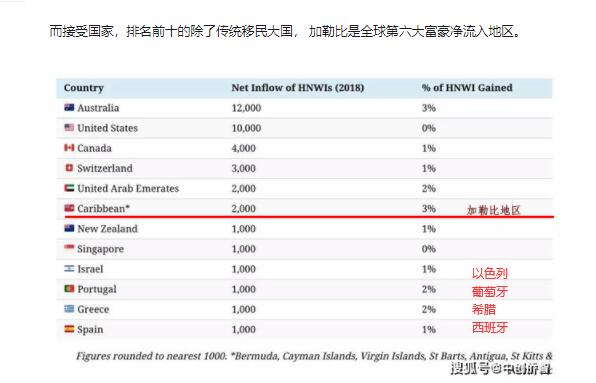 而接受国家，排名前十的除了传统移民大国， 加勒比是全球第六大富豪净流入地区。
Country Net Inflow of HNWIs (2018) % of HNWI Gained
Australia 12,000 3%
United States 10,000 0%
Canada 4,000 1%
Switzerland 3,000 1%
United Arab Emerates 2,000 2%
Caribbean* 2,000 3% 加勒比地区
New Zealand 1,000 1%
Singapore 1,000 0%
Israel 1,000 1% 以色列
Portugal 1,000 2% 葡萄牙
Greece 1,000 2% 希腊
Spain 1,000 1% 西班牙
Figures rounded to nearest 1000. *Bermuda, Cayman Islands, Virgin Islands, St Barts, Antigua, St Kitts &
搜狐号@中创侨智